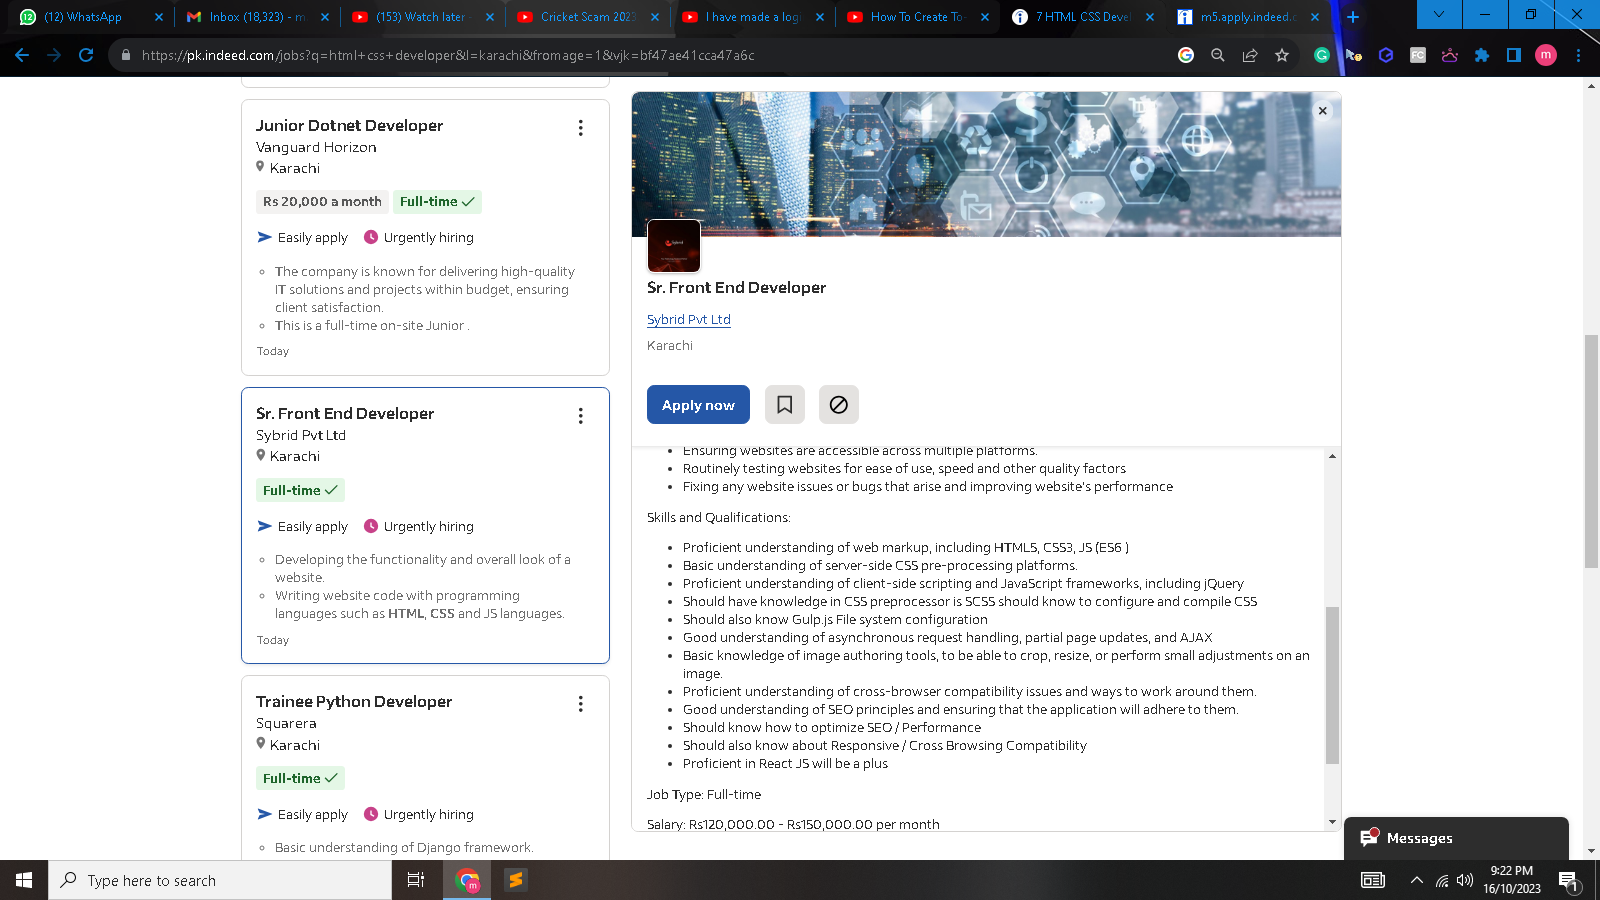 (12) WhatsApp
Inbox (18,323) - m
(153) Watch later -
Cricket Scam 2023
I have made a logi
How To Create To-
7 HTML CSS Devel
m5.apply.indeed.c
https://pk.indeed.com/jobs?q=html+css+developer&l=karachi&fromage=1&vjk=bf47ae41cca47a6c
Junior Dotnet Developer
Vanguard Horizon
Karachi
Rs 20,000 a month Full-time
Easily apply Urgently hiring
The company is known for delivering high-quality
IT solutions and projects within budget, ensuring
client satisfaction.
This is a full-time on-site Junior .
Today
Sr. Front End Developer
Sybrid Pvt Ltd
Karachi
Full-time
Easily apply Urgently hiring
Developing the functionality and overall look of a
website.
Writing website code with programming
languages such as HTML, CSS and JS languages.
Today
Trainee Python Developer
Squarera
Karachi
Full-time
Easily apply Urgently hiring
Basic understanding of Django framework.
Sr. Front End Developer
Sybrid Pvt Ltd
Karachi
Apply now
Ensuring websites are accessible across multiple platforms.
Routinely testing websites for ease of use, speed and other quality factors
Fixing any website issues or bugs that arise and improving website's performance
Skills and Qualifications:
Proficient understanding of web markup, including HTML5, CSS3, JS (ES6 )
Basic understanding of server-side CSS pre-processing platforms.
Proficient understanding of client-side scripting and JavaScript frameworks, including jQuery
Should have knowledge in CSS preprocessor is SCSS should know to configure and compile CSS
Should also know Gulp.js File system configuration
Good understanding of asynchronous request handling, partial page updates, and AJAX
Basic knowledge of image authoring tools, to be able to crop, resize, or perform small adjustments on an
image.
Proficient understanding of cross-browser compatibility issues and ways to work around them.
Good understanding of SEO principles and ensuring that the application will adhere to them.
Should know how to optimize SEO / Performance
Should also know about Responsive / Cross Browsing Compatibility
Proficient in React JS will be a plus
Job Type: Full-time
Salary: Rs120,000.00 - Rs150,000.00 per month
Messages
Type here to search
9:22 PM
16/10/2023
1